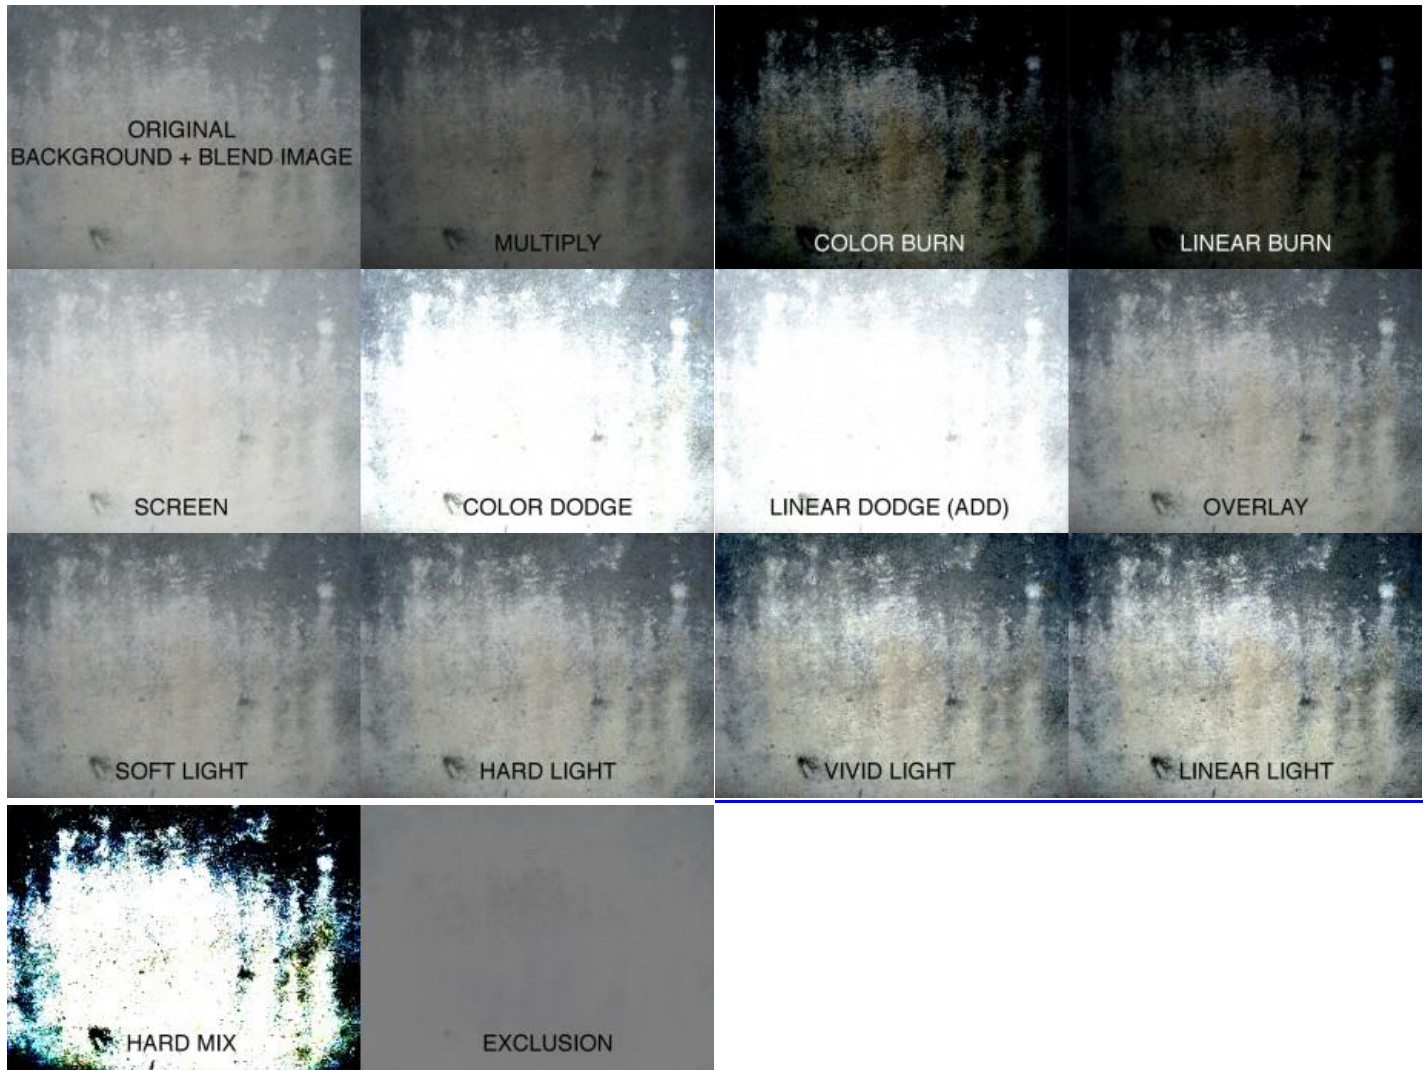 ORIGINAL
BACKGROUND + BLEND IMAGE
MULTIPLY
COLOR BURN
LINEAR BURN
SCREEN
COLOR DODGE
LINEAR DODGE (ADD)
OVERLAY
SOFT LIGHT
HARD LIGHT
VIVID LIGHT
LINEAR LIGHT
HARD MIX
EXCLUSION